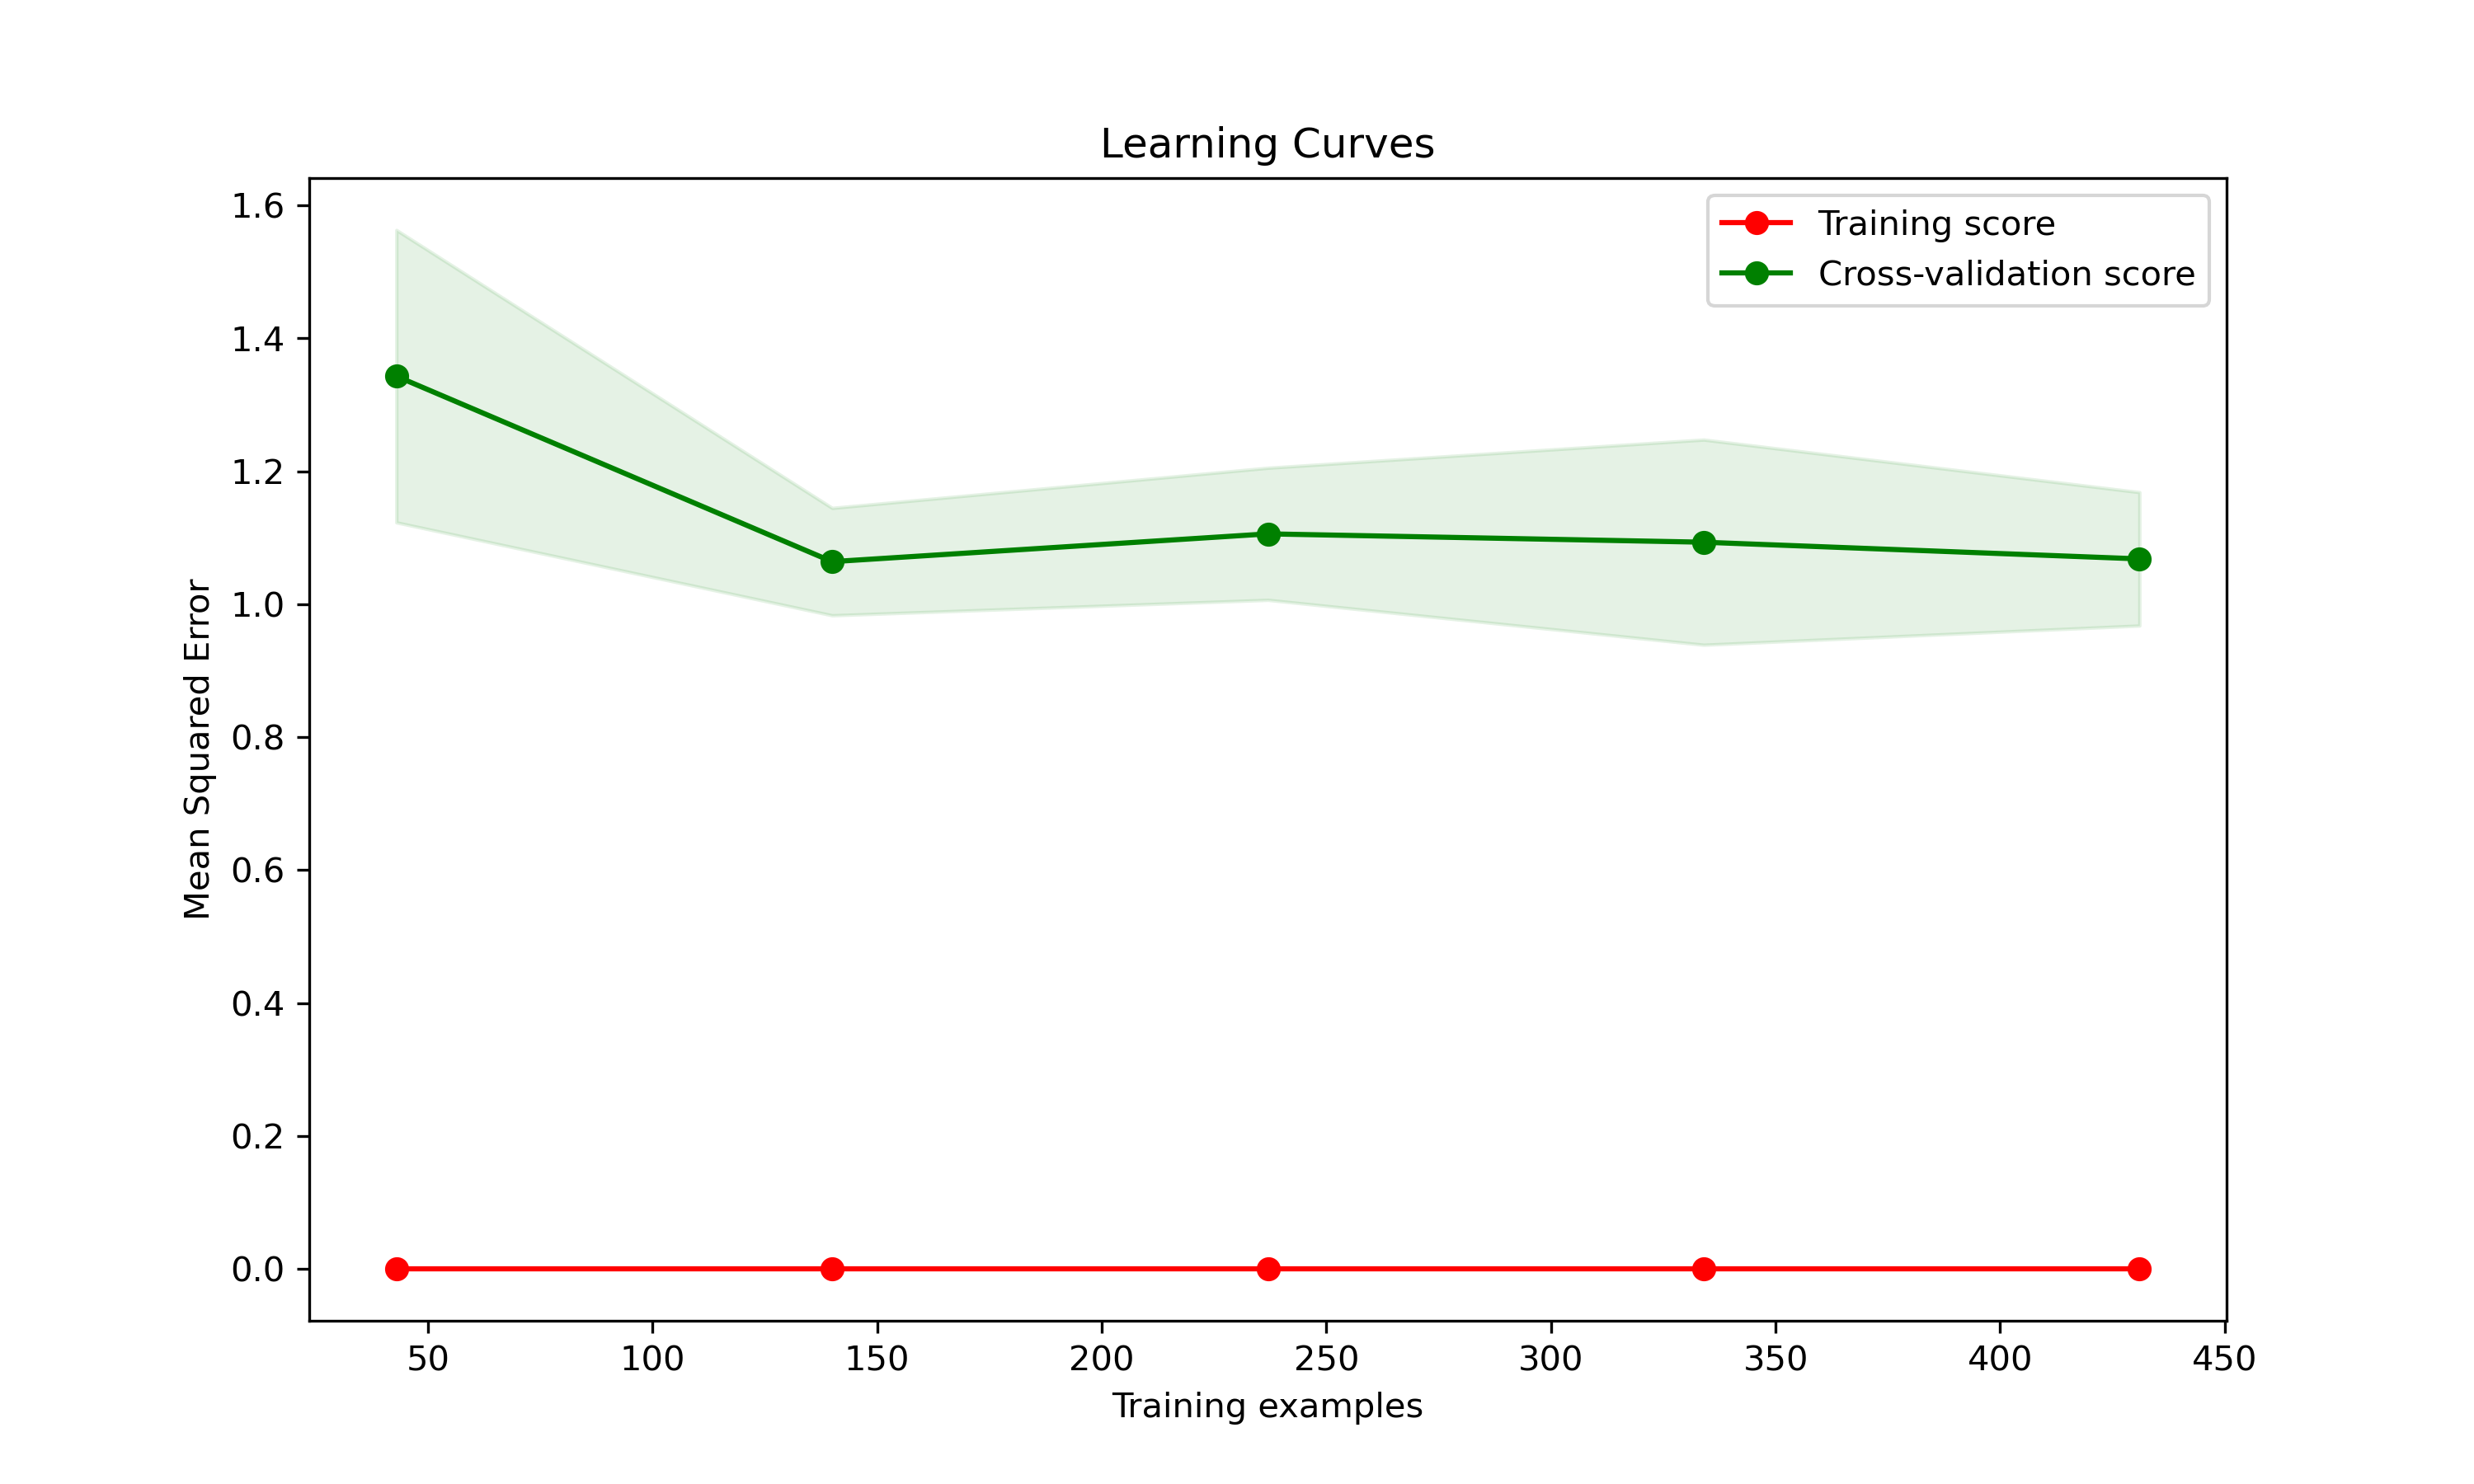 Learning Curves
Training score
Cross-validation score
1.6
1.4
1.2
1.0
0.8
0.6
0.4
0.2
0.0
Mean Squared Error
50 100 150 200 250 300 350 400 450
Training examples